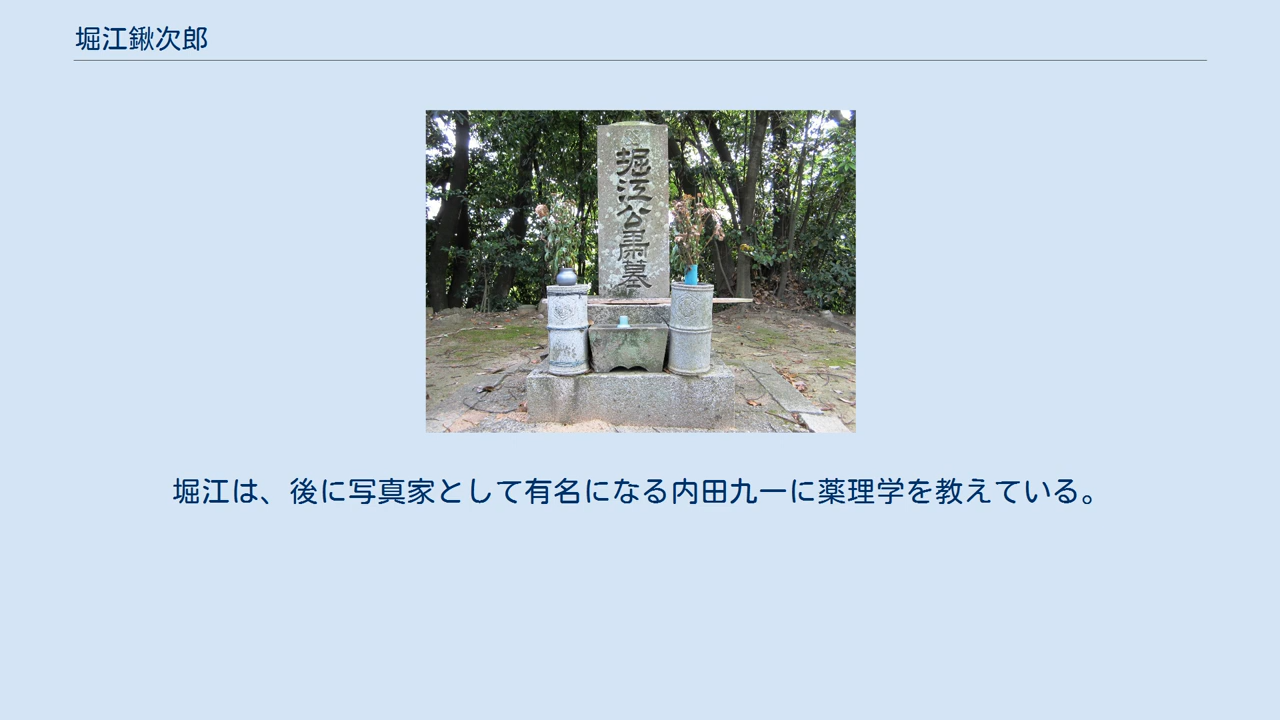 堀江鍬次郎
堀江公粛墓
堀江は、後に写真家として有名になる内田九一に薬理学を教えている。